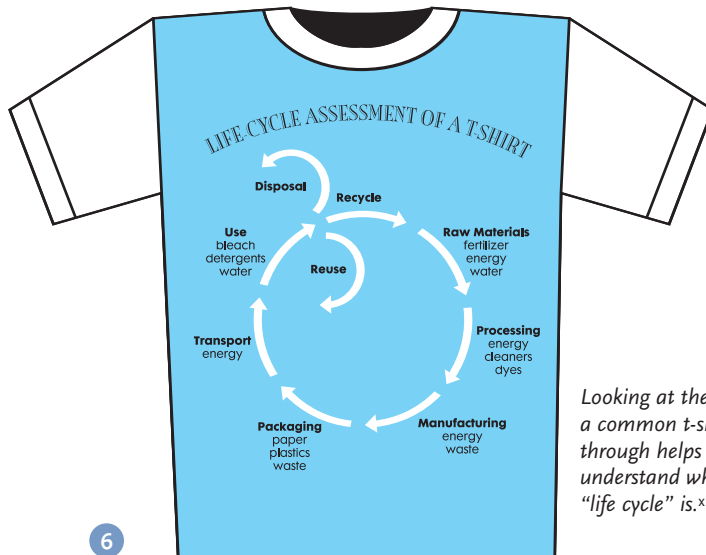 LIFE-CYCLE ASSESSMENT OF A T-SHIRT
Disposal
Recycle
Use
bleach
detergents
water
Reuse
Raw Materials
fertilizer
energy
water
Transport
energy
Processing
energy
cleaners
dyes
Packaging
paper
plastics
waste
Manufacturing
energy
waste
Looking at the
a common t-s
through helps
understand wh
"life cycle" is.x
6